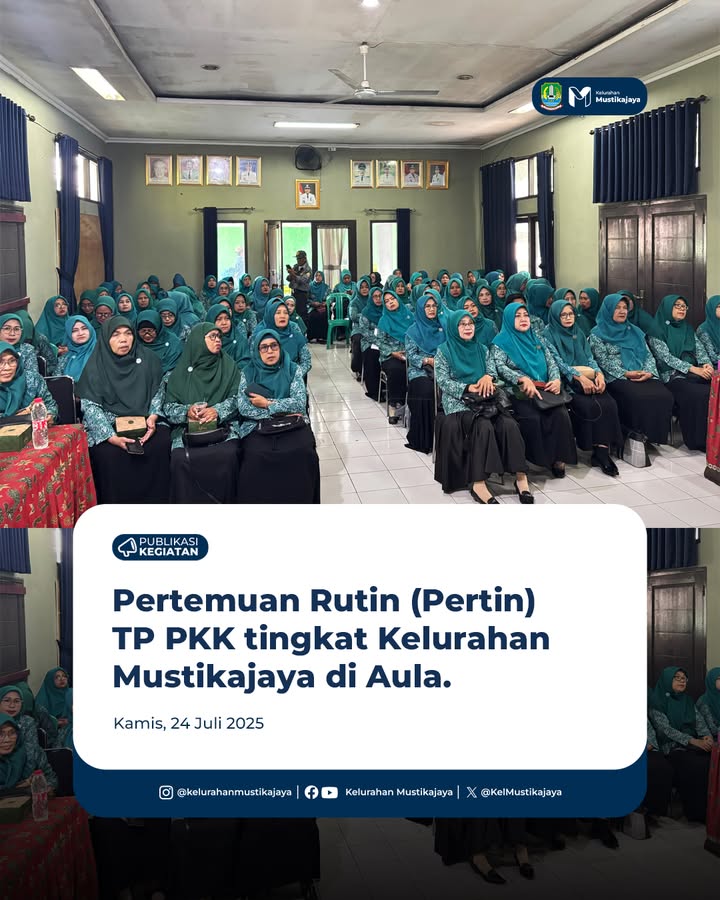 Kelurahan
Mustikajaya
PUBLIKASI
KEGIATAN
Pertemuan Rutin (Pertin)
TP PKK tingkat Kelurahan
Mustikajaya di Aula.
Kamis, 24 Juli 2025
@kelurahanmustikajaya | Kelurahan Mustikajaya | @KelMustikajaya